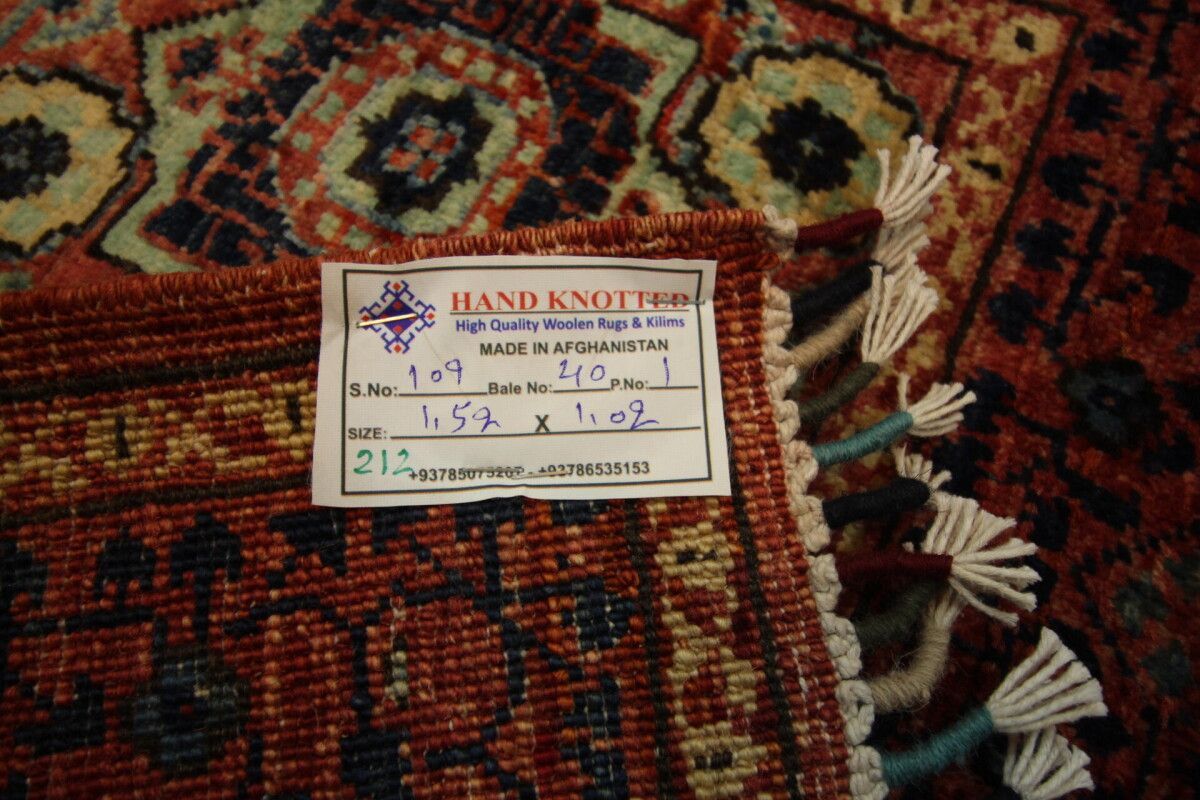 HAND KNOTTED
High Quality Woolen Rugs & Kilims
MADE IN AFGHANISTAN
S.No: 109 Bale No: 40 P.No: 1
SIZE: 1,52 X 1,02
212
- +93786535153